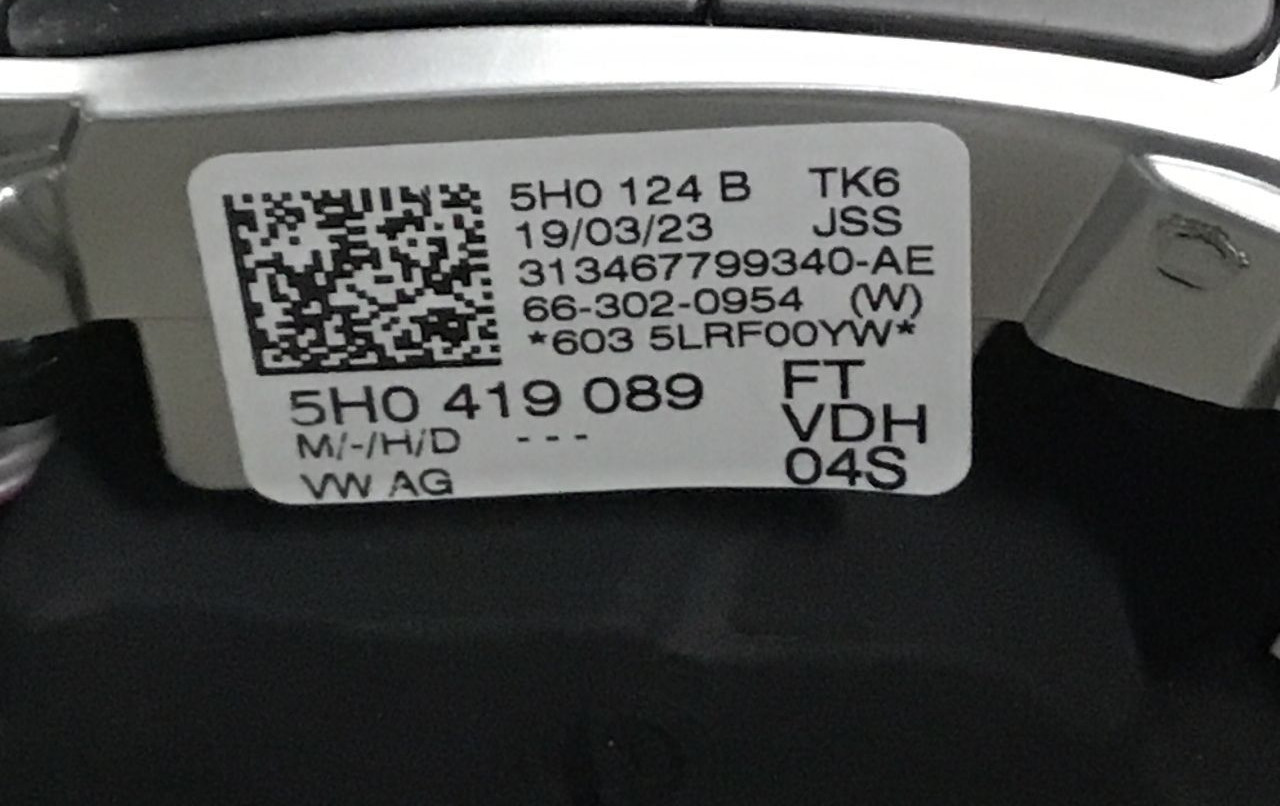 5H0 124 B TK6
19/03/23 JSS
313467799340-AE
66-302-0954 (W)
*603 5LRF00YW*
5H0 419 089 FT
M/-/H/D --- VDH
VW AG 04S